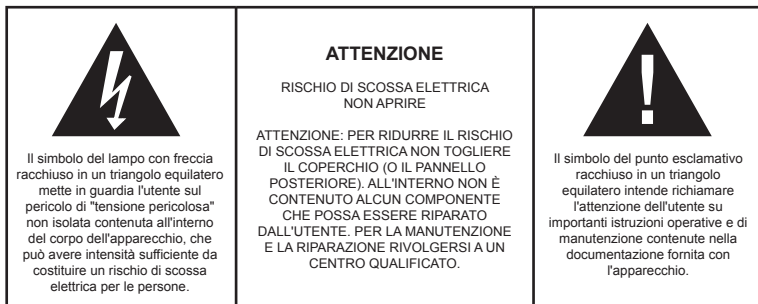 Il simbolo del lampo con freccia
racchiuso in un triangolo equilatero
mette in guardia l'utente sul
pericolo di "tensione pericolosa"
non isolata contenuta all'interno
del corpo dell'apparecchio, che
può avere intensità sufficiente da
costituire un rischio di scossa
elettrica per le persone.
ATTENZIONE
RISCHIO DI SCOSSA ELETTRICA
NON APRIRE
ATTENZIONE: PER RIDURRE IL RISCHIO
DI SCOSSA ELETTRICA NON TOGLIERE
IL COPERCHIO (O IL PANNELLO
POSTERIORE). ALL'INTERNO NON È
CONTENUTO ALCUN COMPONENTE
CHE POSSA ESSERE RIPARATO
DALL'UTENTE. PER LA MANUTENZIONE
E LA RIPARAZIONE RIVOLGERSI A UN
CENTRO QUALIFICATO.
!
Il simbolo del punto esclamativo
racchiuso in un triangolo
equilatero intende richiamare
l'attenzione dell'utente su
importanti istruzioni operative e di
manutenzione contenute nella
documentazione fornita con
l'apparecchio.